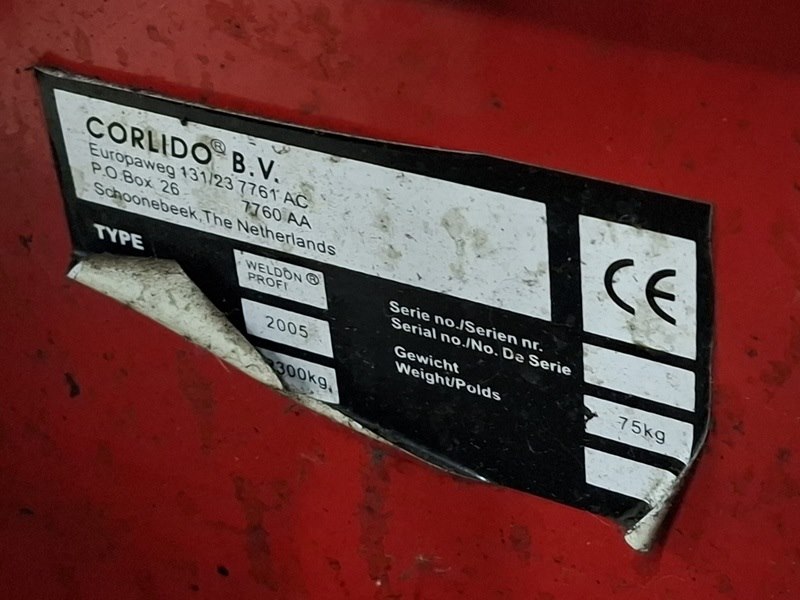 CORLIDO® B.V.
Europaweg 131/23 7761 AC
P.O.Box 26 7760 AA
Schoonebeek,The Netherlands
CE
TYPE
WELDON ®
PROFI
2005
300kg
Serie no./Serien nr.
Serial no./No. De Serie
Gewicht
Weight/Polds
75kg